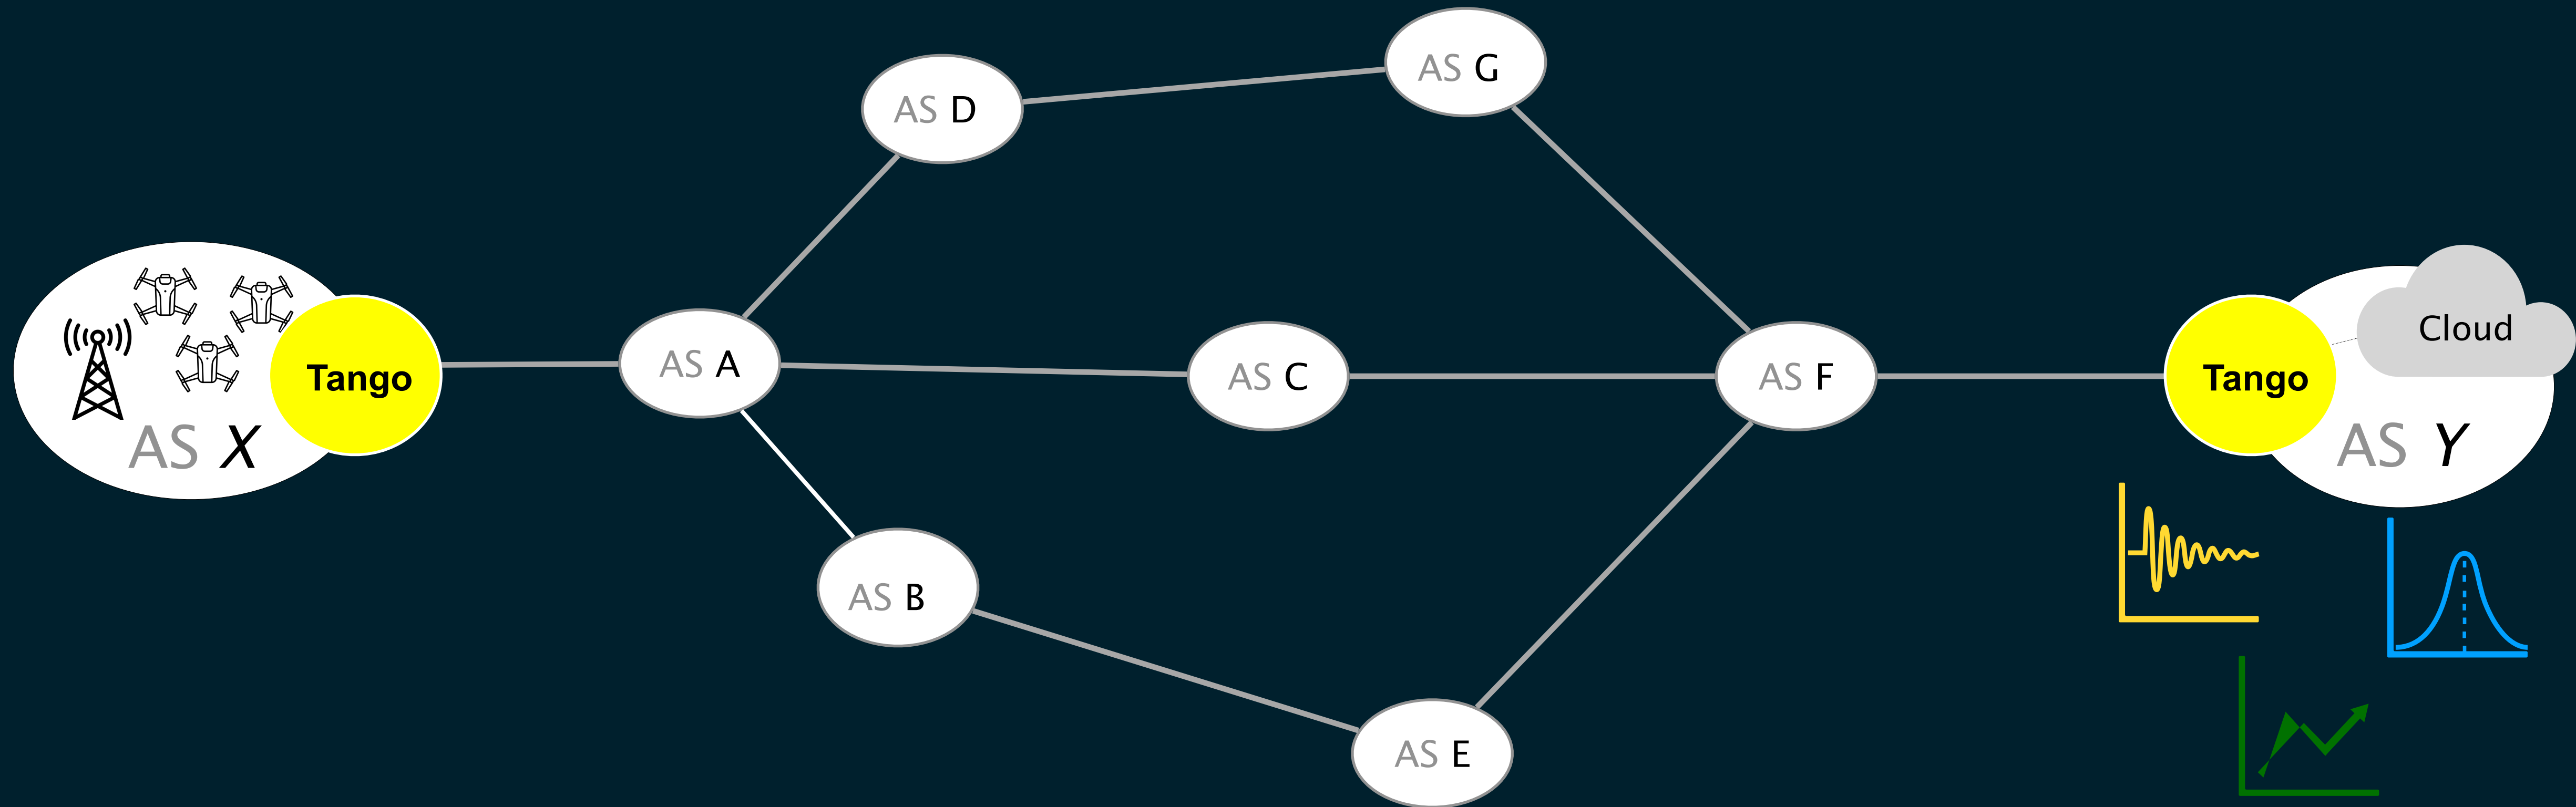 AS G
AS D
Tango
AS X
AS A
AS C
AS F
Tango
Cloud
AS Y
AS B
AS E